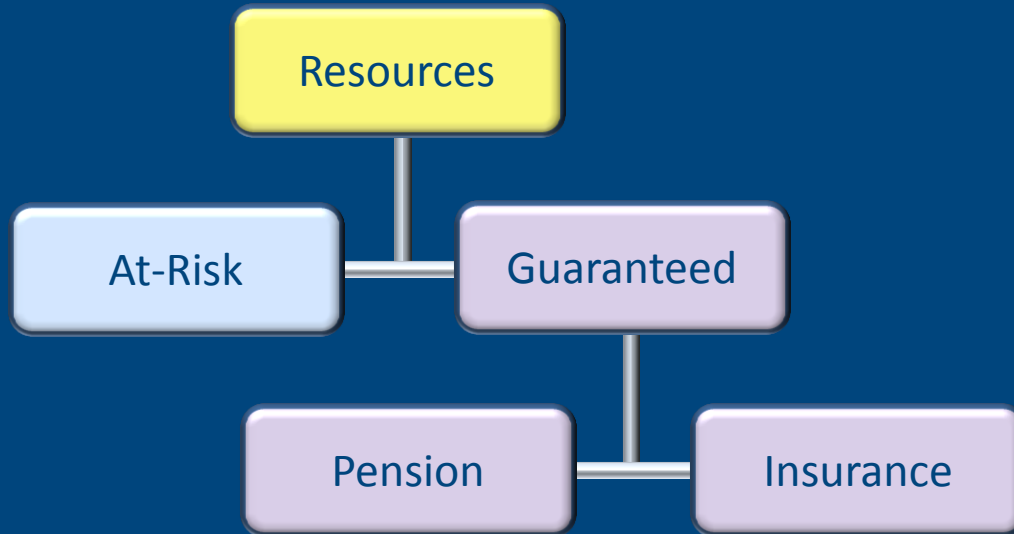 Resources
At-Risk
Guaranteed
Pension
Insurance